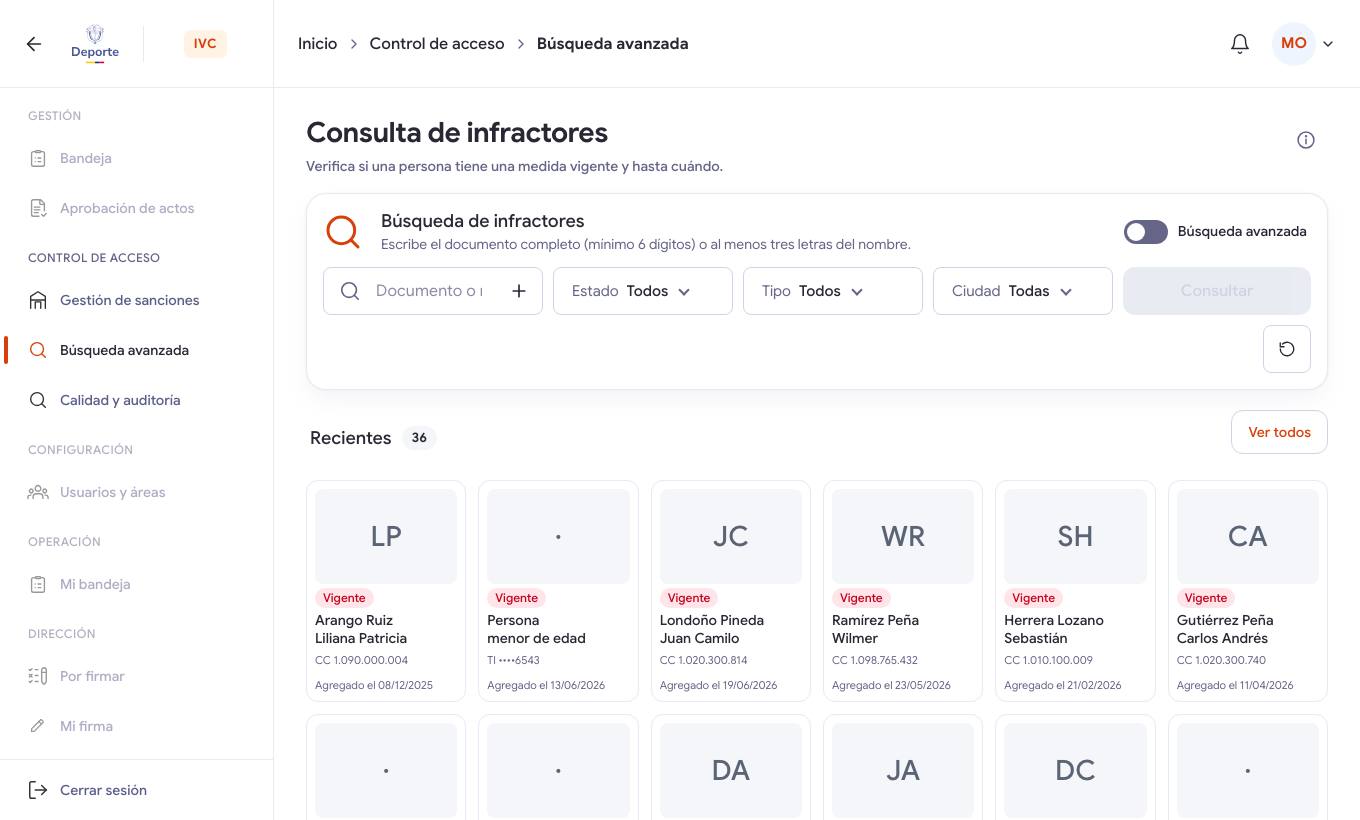 Deporte
IVC
Inicio > Control de acceso > Búsqueda avanzada
MO
GESTIÓN
Bandeja
Aprobación de actos
CONTROL DE ACCESO
Gestión de sanciones
Búsqueda avanzada
Calidad y auditoría
CONFIGURACIÓN
Usuarios y áreas
OPERACIÓN
Mi bandeja
DIRECCIÓN
Por firmar
Mi firma
Cerrar sesión
Consulta de infractores
Verifica si una persona tiene una medida vigente y hasta cuándo.
Búsqueda de infractores
Escribe el documento completo (mínimo 6 dígitos) o al menos tres letras del nombre.
Búsqueda avanzada
Documento o
Estado Todos
Tipo Todos
Ciudad Todas
Consultar
Recientes 36
Ver todos
LP
Vigente
Arango Ruiz
Liliana Patricia
CC 1.090.000.004
Agregado el 08/12/2025
·
Vigente
Persona
menor de edad
TI ••••6543
Agregado el 13/06/2026
JC
Vigente
Londoño Pineda
Juan Camilo
CC 1.020.300.814
Agregado el 19/06/2026
WR
Vigente
Ramírez Peña
Wilmer
CC 1.098.765.432
Agregado el 23/05/2026
SH
Vigente
Herrera Lozano
Sebastián
CC 1.010.100.009
Agregado el 21/02/2026
CA
Vigente
Gutiérrez Peña
Carlos Andrés
CC 1.020.300.740
Agregado el 11/04/2026
·
·
DA
JA
DC
·